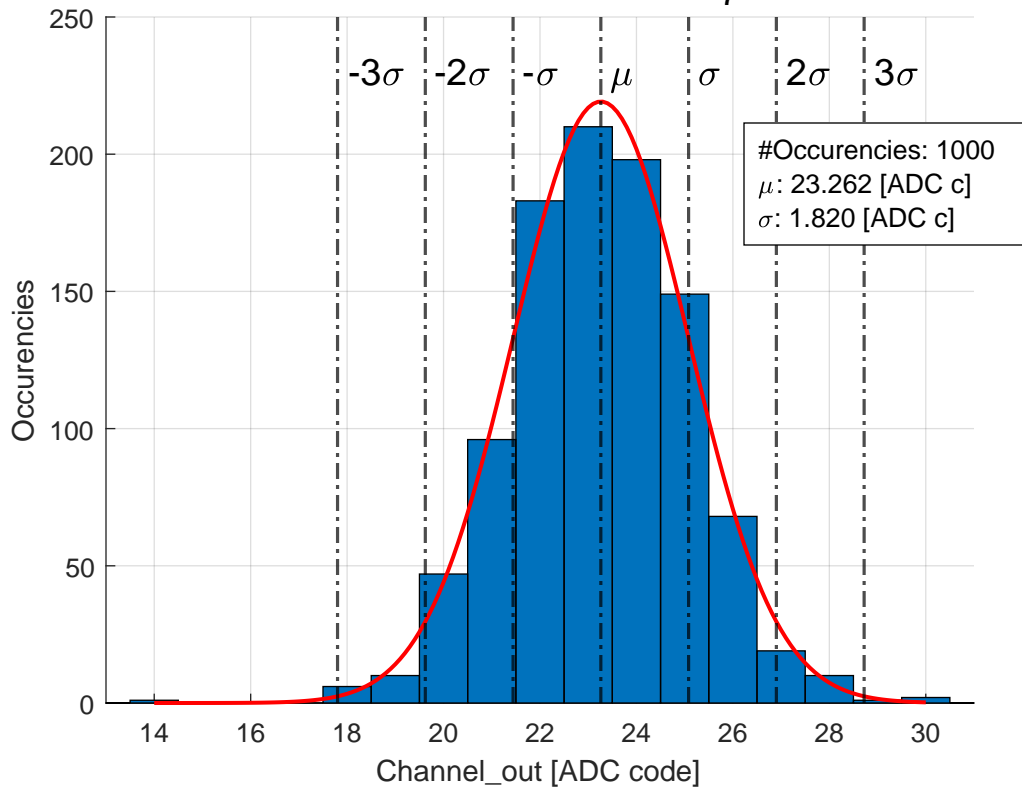 250
200
150
100
50
0
-3σ -2σ -σ μ σ 2σ 3σ
#Occurencies: 1000
μ: 23.262 [ADC c]
σ: 1.820 [ADC c]
Occurencies
14 16 18 20 22 24 26 28 30
Channel_out [ADC code]